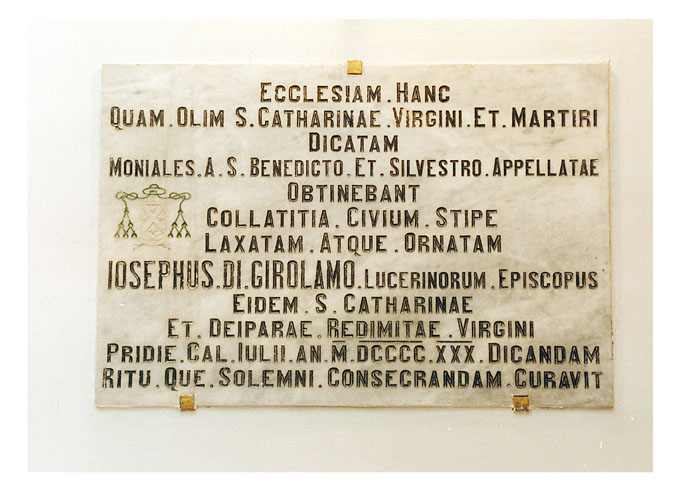 ECCLESIAM . HANC
QUAM . OLIM S . CATHARINAE . VIRGINI . ET . MARTIRI
DICATAM
MONIALES . A . S . BENEDICTO . ET . SILVESTRO . APPELLATAE
OBTINEBANT
COLLATITIA . CIVIUM . STIPE
LAXATAM . ATQUE . ORNATAM
IOSEPHUS . DI . GIROLAMO . LUCERINORUM . EPISCOPUS
EIDEM . S . CATHARINAE
ET . DEIPARAE . REDIMITAE . VIRGINI
PRIDIE . CAL . IULII . AN . M . DCCCC . XXX . DICANDAM
RITU . QUE . SOLEMNI . CONSECRANDAM . CURAVIT